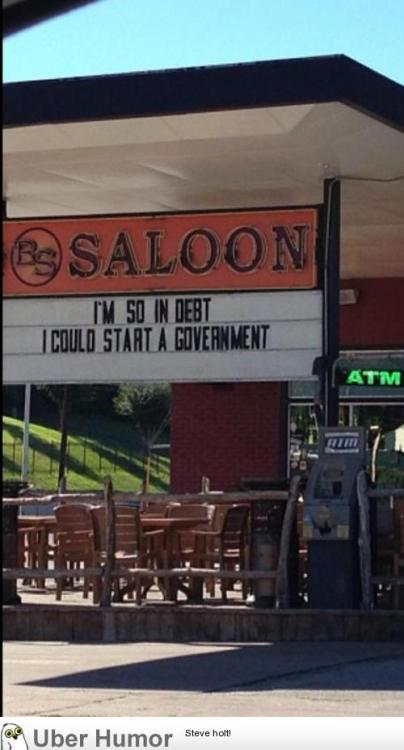 BS SALOON
I'M SO IN DEBT
I COULD START A GOVERNMENT
ATM
ATM
Uber Humor
Steve holt!